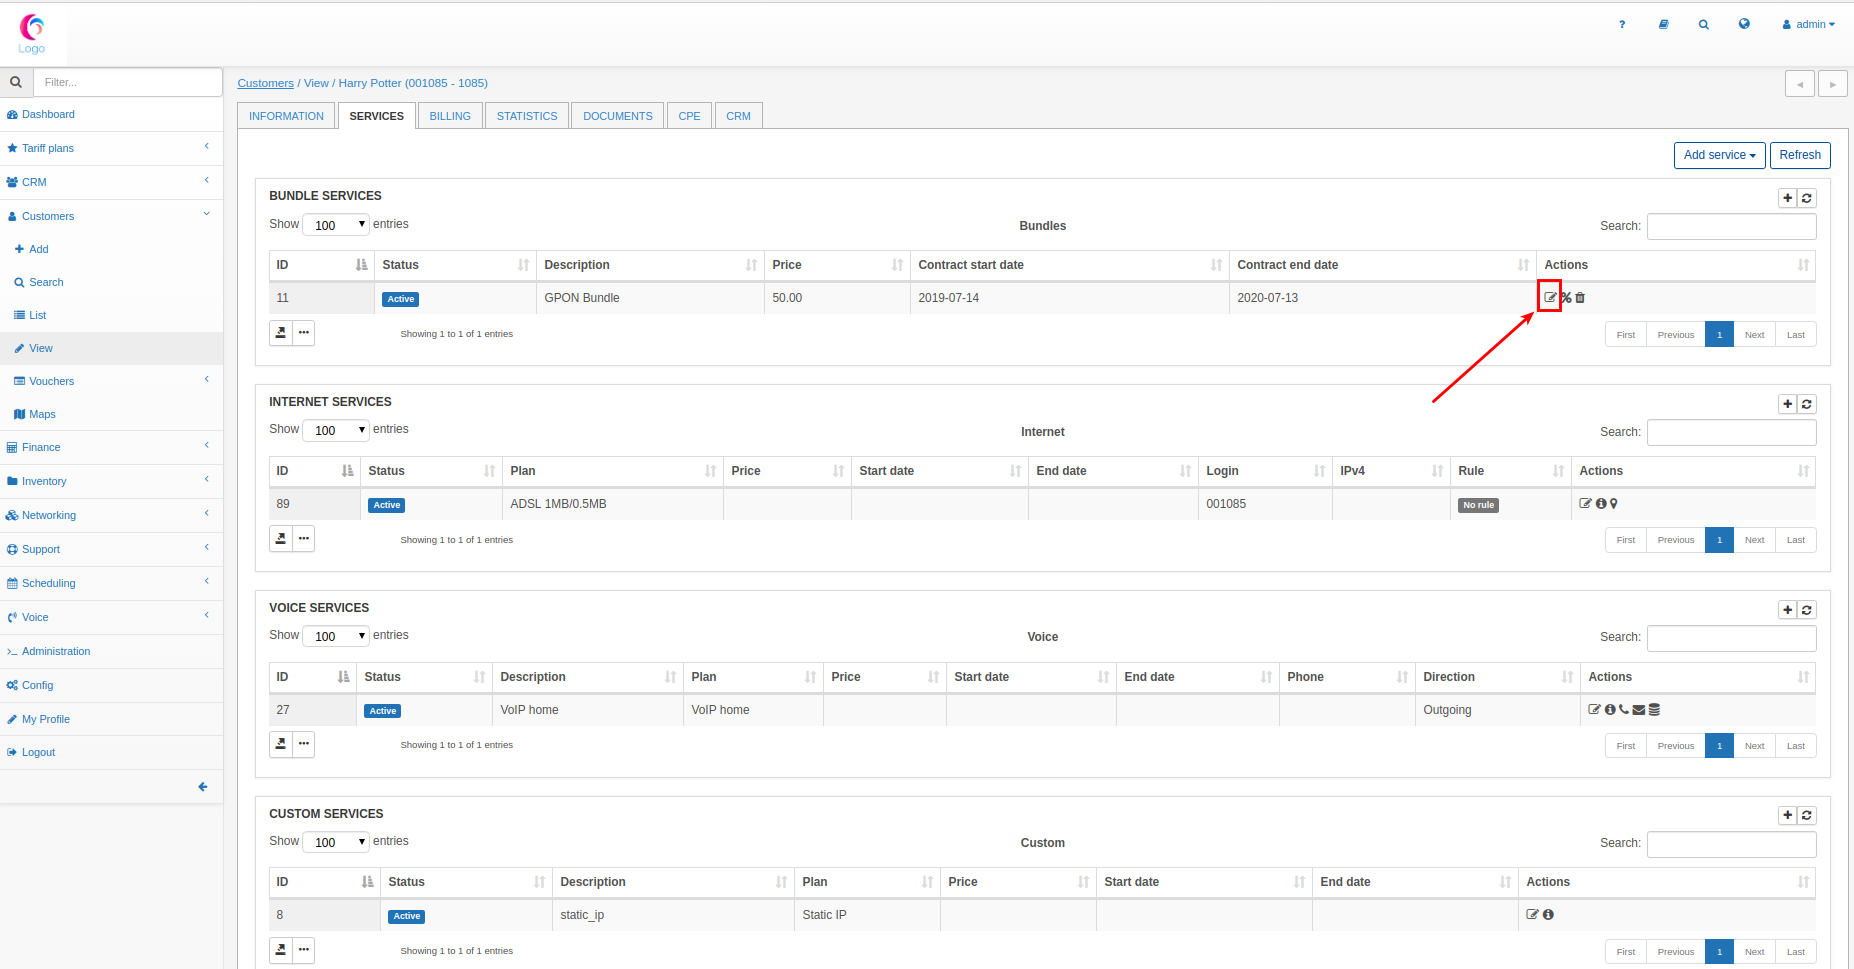 Logo
? admin
Filter...
Customers / View / Harry Potter (001085 - 1085)
Dashboard
Tariff plans
CRM
Customers
Add
Search
List
View
Vouchers
Maps
Finance
Inventory
Networking
Support
Scheduling
Voice
Administration
Config
My Profile
Logout
INFORMATION SERVICES BILLING STATISTICS DOCUMENTS CPE CRM
Add service Refresh
BUNDLE SERVICES
Show 100 entries Bundles Search:
ID Status Description Price Contract start date Contract end date Actions
11 Active GPON Bundle 50.00 2019-07-14 2020-07-13 %
Showing 1 to 1 of 1 entries First Previous 1 Next Last
INTERNET SERVICES
Show 100 entries Internet Search:
ID Status Plan Price Start date End date Login IPv4 Rule Actions
89 Active ADSL 1MB/0.5MB 001085 No rule
Showing 1 to 1 of 1 entries First Previous 1 Next Last
VOICE SERVICES
Show 100 entries Voice Search:
ID Status Description Plan Price Start date End date Phone Direction Actions
27 Active VoIP home VoIP home Outgoing
Showing 1 to 1 of 1 entries First Previous 1 Next Last
CUSTOM SERVICES
Show 100 entries Custom Search:
ID Status Description Plan Price Start date End date Actions
8 Active static_ip Static IP
Showing 1 to 1 of 1 entries First Previous 1 Next Last